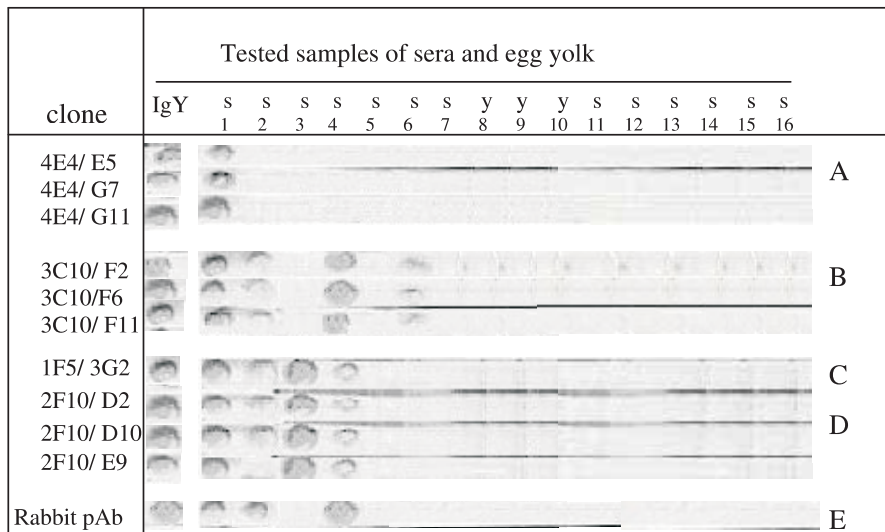 Tested samples of sera and egg yolk
clone IgY s s s s s s s y y y s s s s s s
1 2 3 4 5 6 7 8 9 10 11 12 13 14 15 16
4E4/ E5 A
4E4/ G7
4E4/ G11
3C10/ F2 B
3C10/F6
3C10/ F11
1F5/ 3G2 C
2F10/ D2
2F10/ D10 D
2F10/ E9
Rabbit pAb E